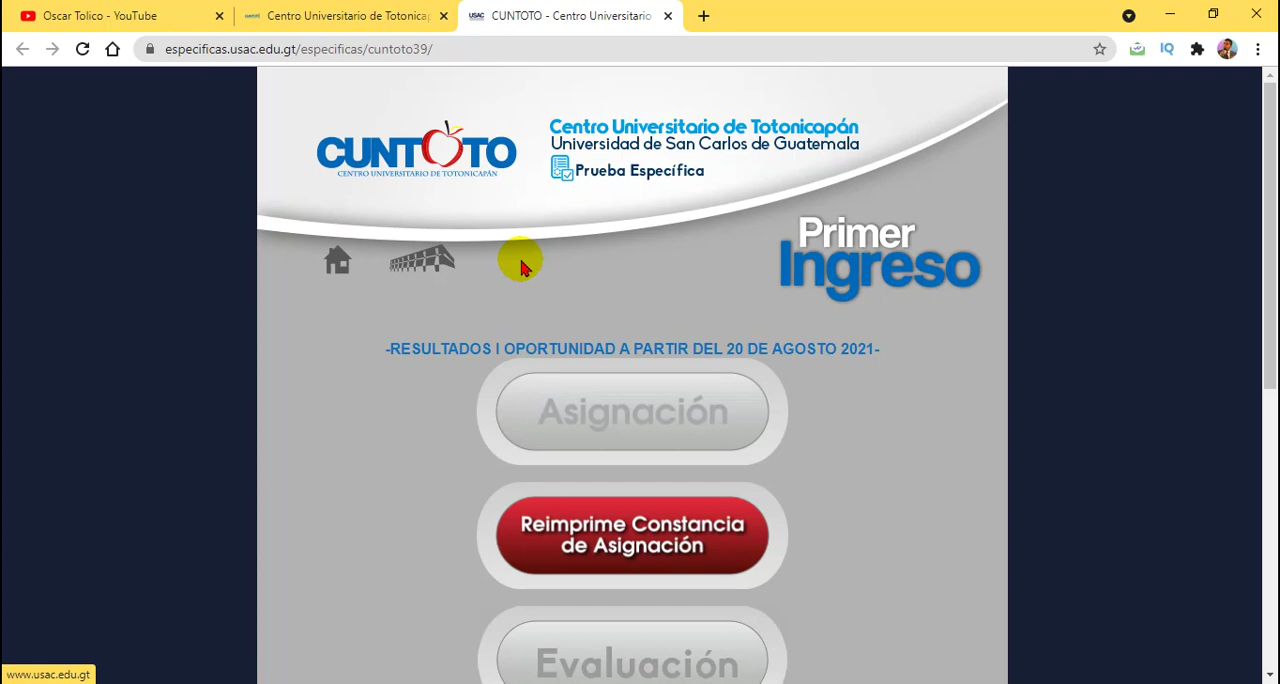 Oscar Tolico - YouTube
Centro Universitario de Totonicap
CUNTOTO - Centro Universitario
especificas.usac.edu.gt/especificas/cuntoto39/
IQ
CUNTOTO
CENTRO UNIVERSITARIO DE TOTONICAPÁN
Centro Universitario de Totonicapán
Universidad de San Carlos de Guatemala
Prueba Específica
Primer
Ingreso
-RESULTADOS I OPORTUNIDAD A PARTIR DEL 20 DE AGOSTO 2021-
Asignación
Reimprime Constancia
de Asignación
Evaluación
www.usac.edu.gt